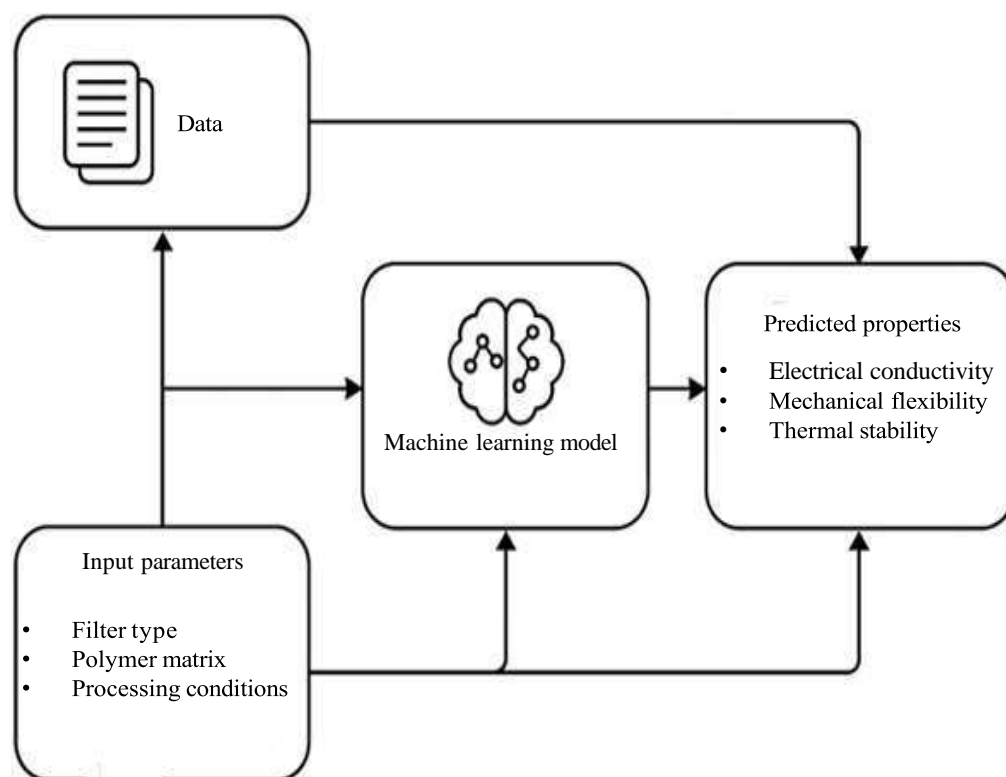 Data
Machine learning model
Predicted properties
• Electrical conductivity
• Mechanical flexibility
• Thermal stability
Input parameters
• Filter type
• Polymer matrix
• Processing conditions